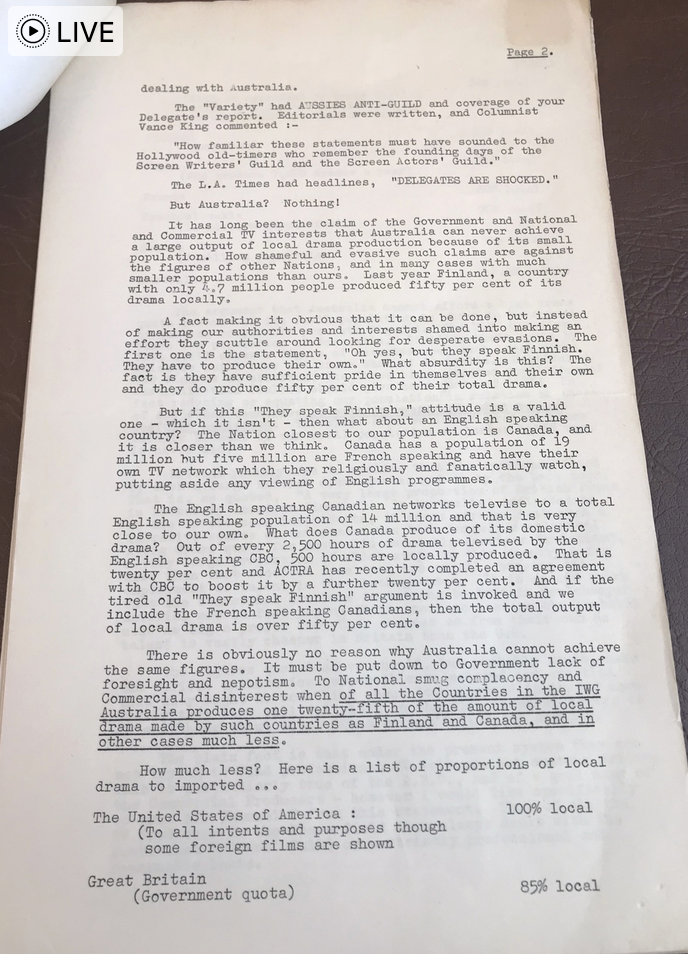 LIVE
Page 2.
dealing with Australia.
The "Variety" had AUSSIES ANTI-GUILD and coverage of your
Delegate's report. Editorials were written, and Columnist
Vance King commented :-
"How familiar these statements must have sounded to the
Hollywood old-timers who remember the founding days of the
Screen Writers' Guild and the Screen Actors' Guild."
The L.A. Times had headlines, "DELEGATES ARE SHOCKED."
But Australia? Nothing!
It has long been the claim of the Government and National
and Commercial TV interests that Australia can never achieve
a large output of local drama production because of its small
population. How shameful and evasive such claims are against
the figures of other Nations, and in many cases with much
smaller populations than ours. Last year Finland, a country
with only 4.7 million people produced fifty per cent of its
drama locally.
A fact making it obvious that it can be done, but instead
of making our authorities and interests shamed into making an
effort they scuttle around looking for desperate evasions. The
first one is the statement, "Oh yes, but they speak Finnish.
They have to produce their own." What absurdity is this? The
fact is they have sufficient pride in themselves and their own
and they do produce fifty per cent of their total drama.
But if this "They speak Finnish," attitude is a valid
one - which it isn't - then what about an English speaking
country? The Nation closest to our population is Canada, and
it is closer than we think. Canada has a population of 19
million but five million are French speaking and have their
own TV network which they religiously and fanatically watch,
putting aside any viewing of English programmes.
The English speaking Canadian networks televise to a total
English speaking population of 14 million and that is very
close to our own. What does Canada produce of its domestic
drama? Out of every 2,500 hours of drama televised by the
English speaking CBC, 500 hours are locally produced. That is
twenty per cent and ACTRA has recently completed an agreement
with CBC to boost it by a further twenty per cent. And if the
tired old "They speak Finnish" argument is invoked and we
include the French speaking Canadians, then the total output
of local drama is over fifty per cent.
There is obviously no reason why Australia cannot achieve
the same figures. It must be put down to Government lack of
foresight and nepotism. To National smug complacency and
Commercial disinterest when of all the Countries in the IWG
Australia produces one twenty-fifth of the amount of local
drama made by such countries as Finland and Canada, and in
other cases much less.
How much less? Here is a list of proportions of local
drama to imported ...
The United States of America : 100% local
(To all intents and purposes though
some foreign films are shown
Great Britain 85% local
(Government quota)